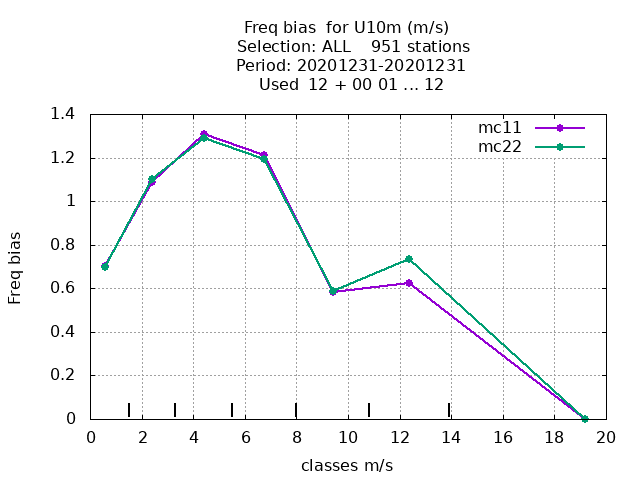 Freq bias  for U10m (m/s)
Selection: ALL    951 stations
Period: 20201231-20201231
Used  12 + 00 01 ... 12
mc11
mc22
1.4
1.2
1
0.8
0.6
0.4
0.2
0
Freq bias
0 2 4 6 8 10 12 14 16 18 20
classes m/s